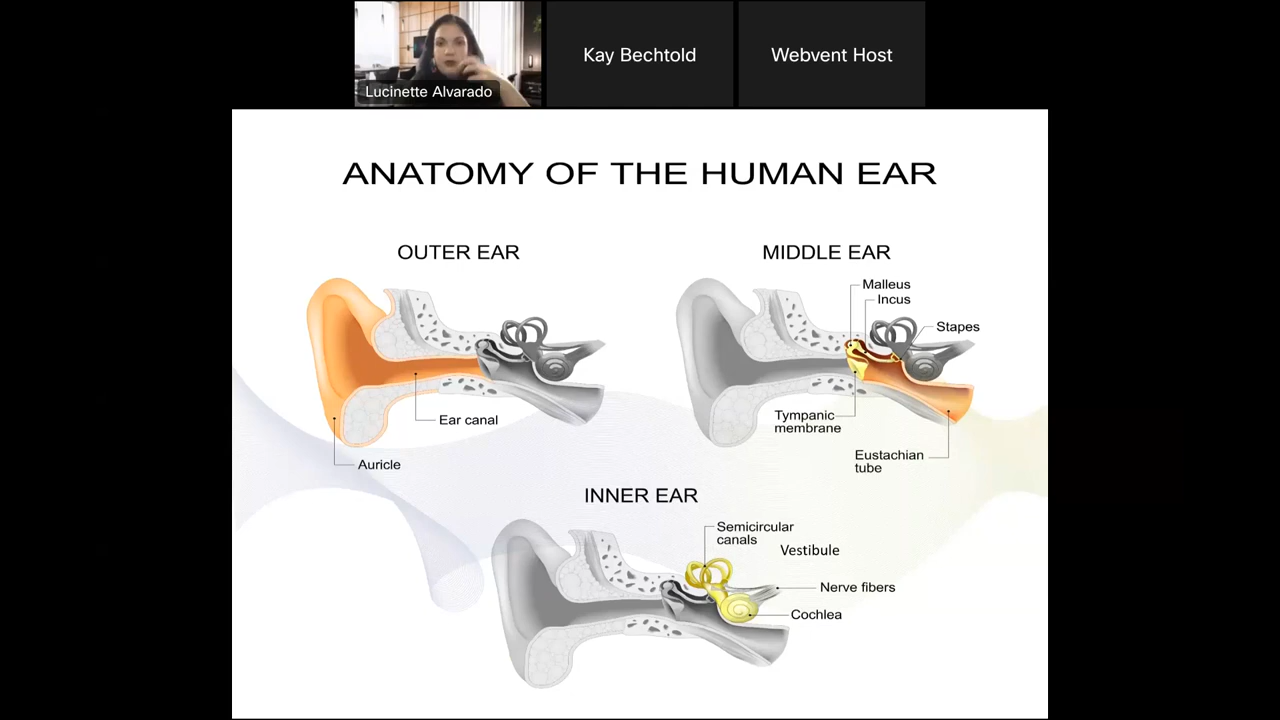 Lucinette Alvarado
Kay Bechtold
Webvent Host
ANATOMY OF THE HUMAN EAR
OUTER EAR
Ear canal
Auricle
MIDDLE EAR
Malleus
Incus
Stapes
Tympanic
membrane
Eustachian
tube
INNER EAR
Semicircular
canals
Vestibule
Nerve fibers
Cochlea